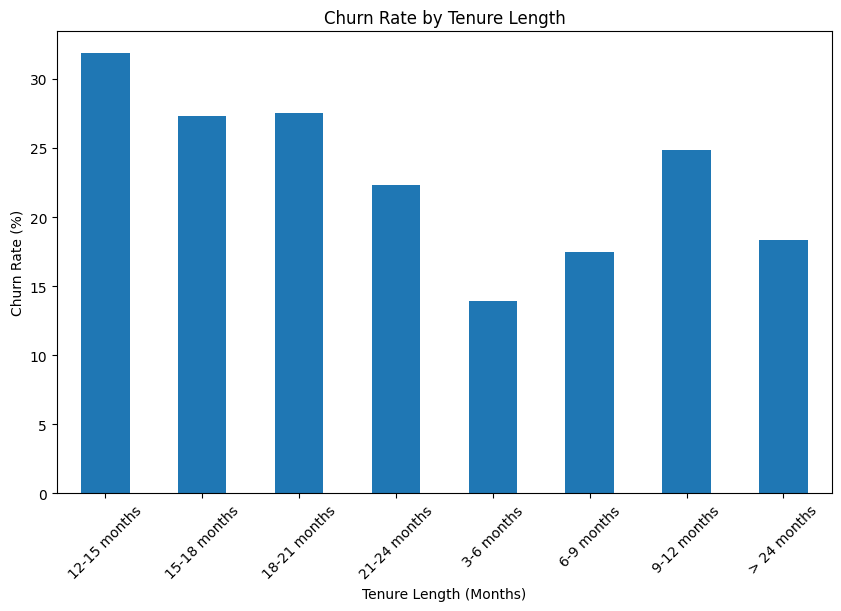 Churn Rate by Tenure Length
Churn Rate (%)
30
25
20
15
10
5
0
12-15 months
15-18 months
18-21 months
21-24 months
3-6 months
6-9 months
9-12 months
> 24 months
Tenure Length (Months)